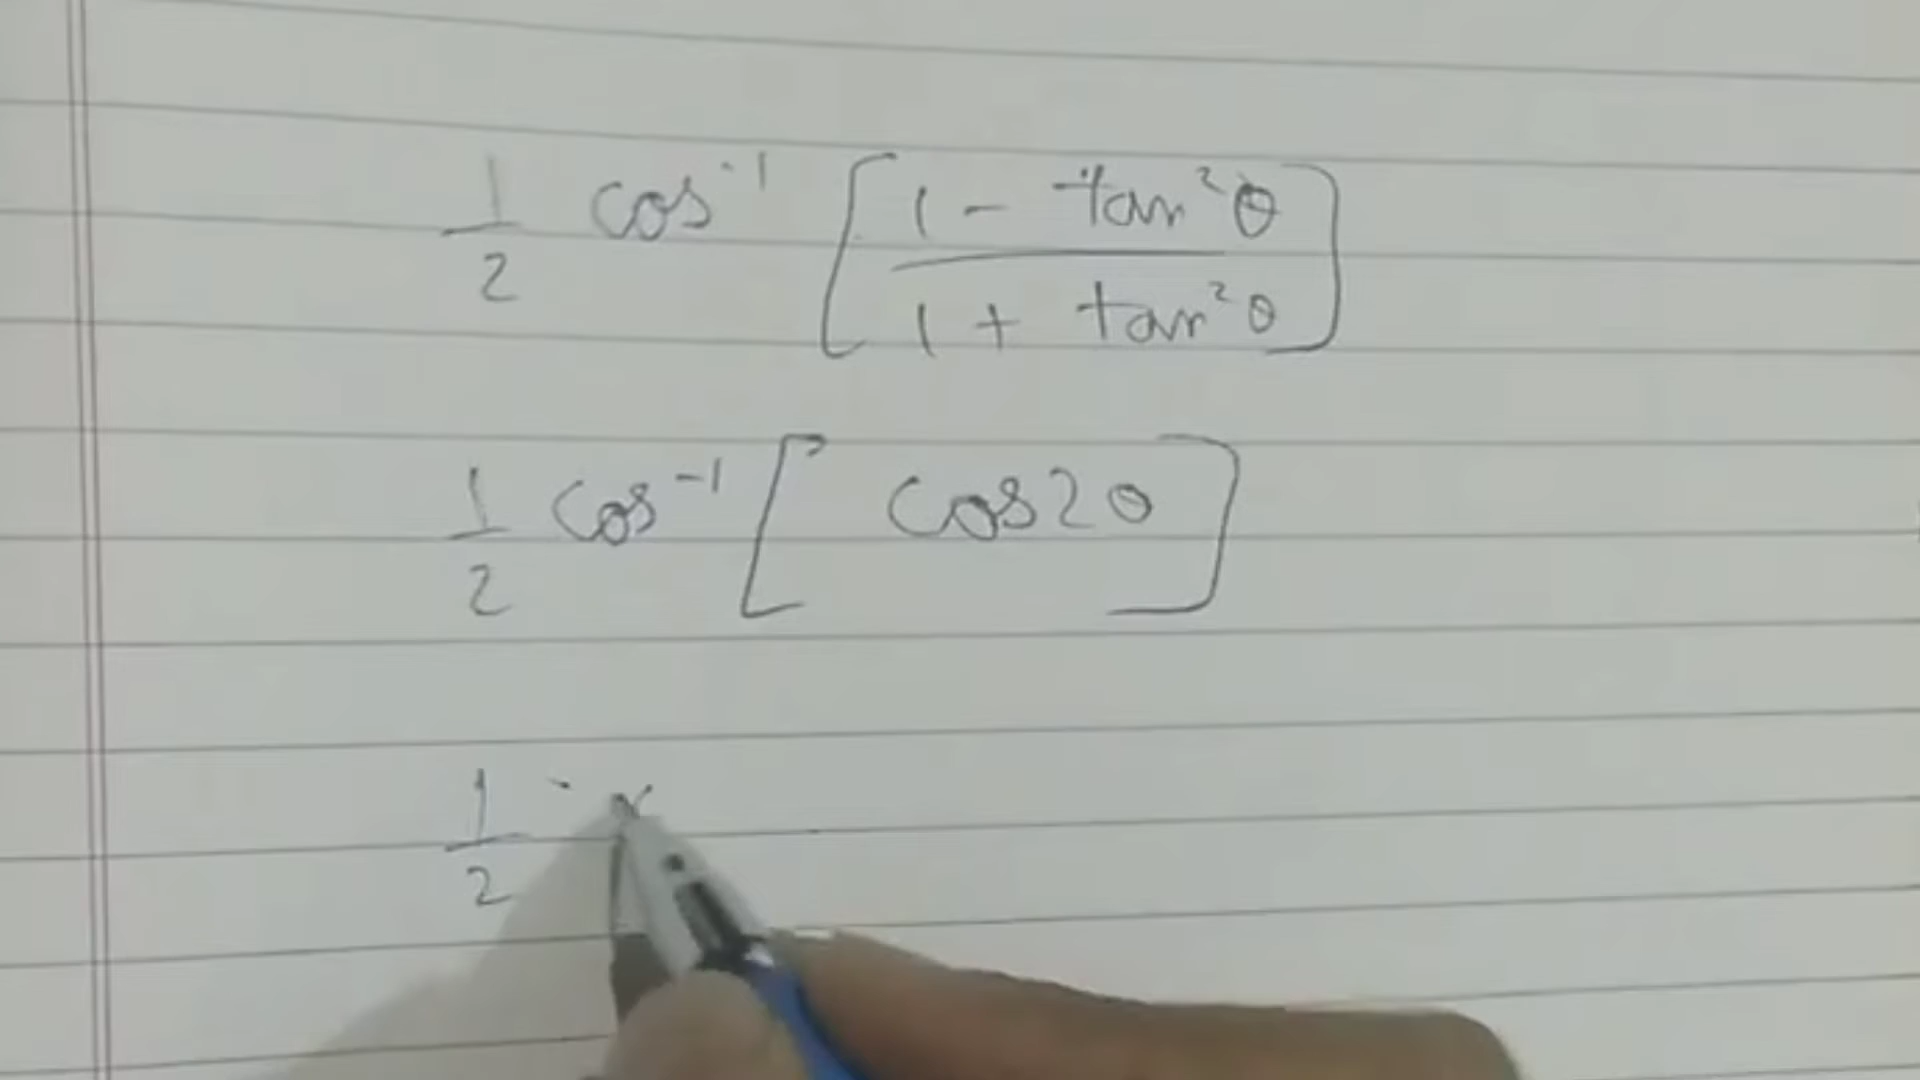 1/2 cos⁻¹ [ (1 - tan²θ) / (1 + tan²θ) ]
1/2 cos⁻¹ [ cos2θ ]
1/2 ·